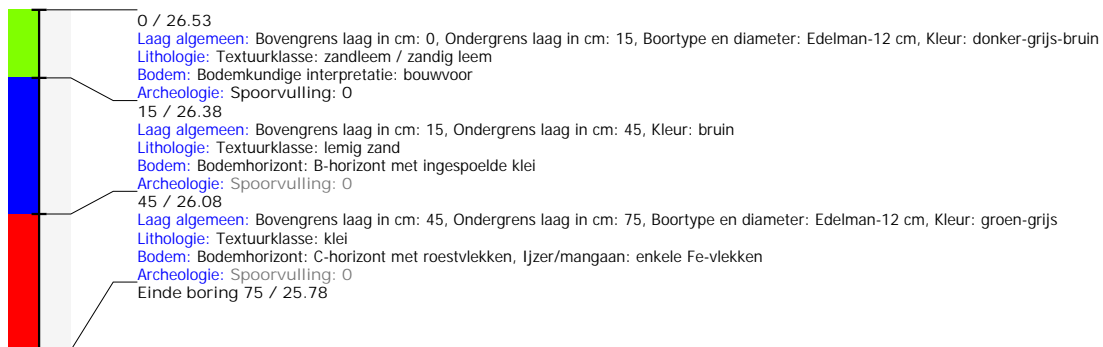 0 / 26.53
Laag algemeen: Bovengrens laag in cm: 0, Ondergrens laag in cm: 15, Boortype en diameter: Edelman-12 cm, Kleur: donker-grijs-bruin
Lithologie: Textuurklasse: zandleem / zandig leem
Bodem: Bodemkundige interpretatie: bouwvoor
Archeologie: Spoorvulling: 0
15 / 26.38
Laag algemeen: Bovengrens laag in cm: 15, Ondergrens laag in cm: 45, Kleur: bruin
Lithologie: Textuurklasse: lemig zand
Bodem: Bodemhorizont: B-horizont met ingespoelde klei
Archeologie: Spoorvulling: 0
45 / 26.08
Laag algemeen: Bovengrens laag in cm: 45, Ondergrens laag in cm: 75, Boortype en diameter: Edelman-12 cm, Kleur: groen-grijs
Lithologie: Textuurklasse: klei
Bodem: Bodemhorizont: C-horizont met roestvlekken, Ijzer/mangaan: enkele Fe-vlekken
Archeologie: Spoorvulling: 0
Einde boring 75 / 25.78